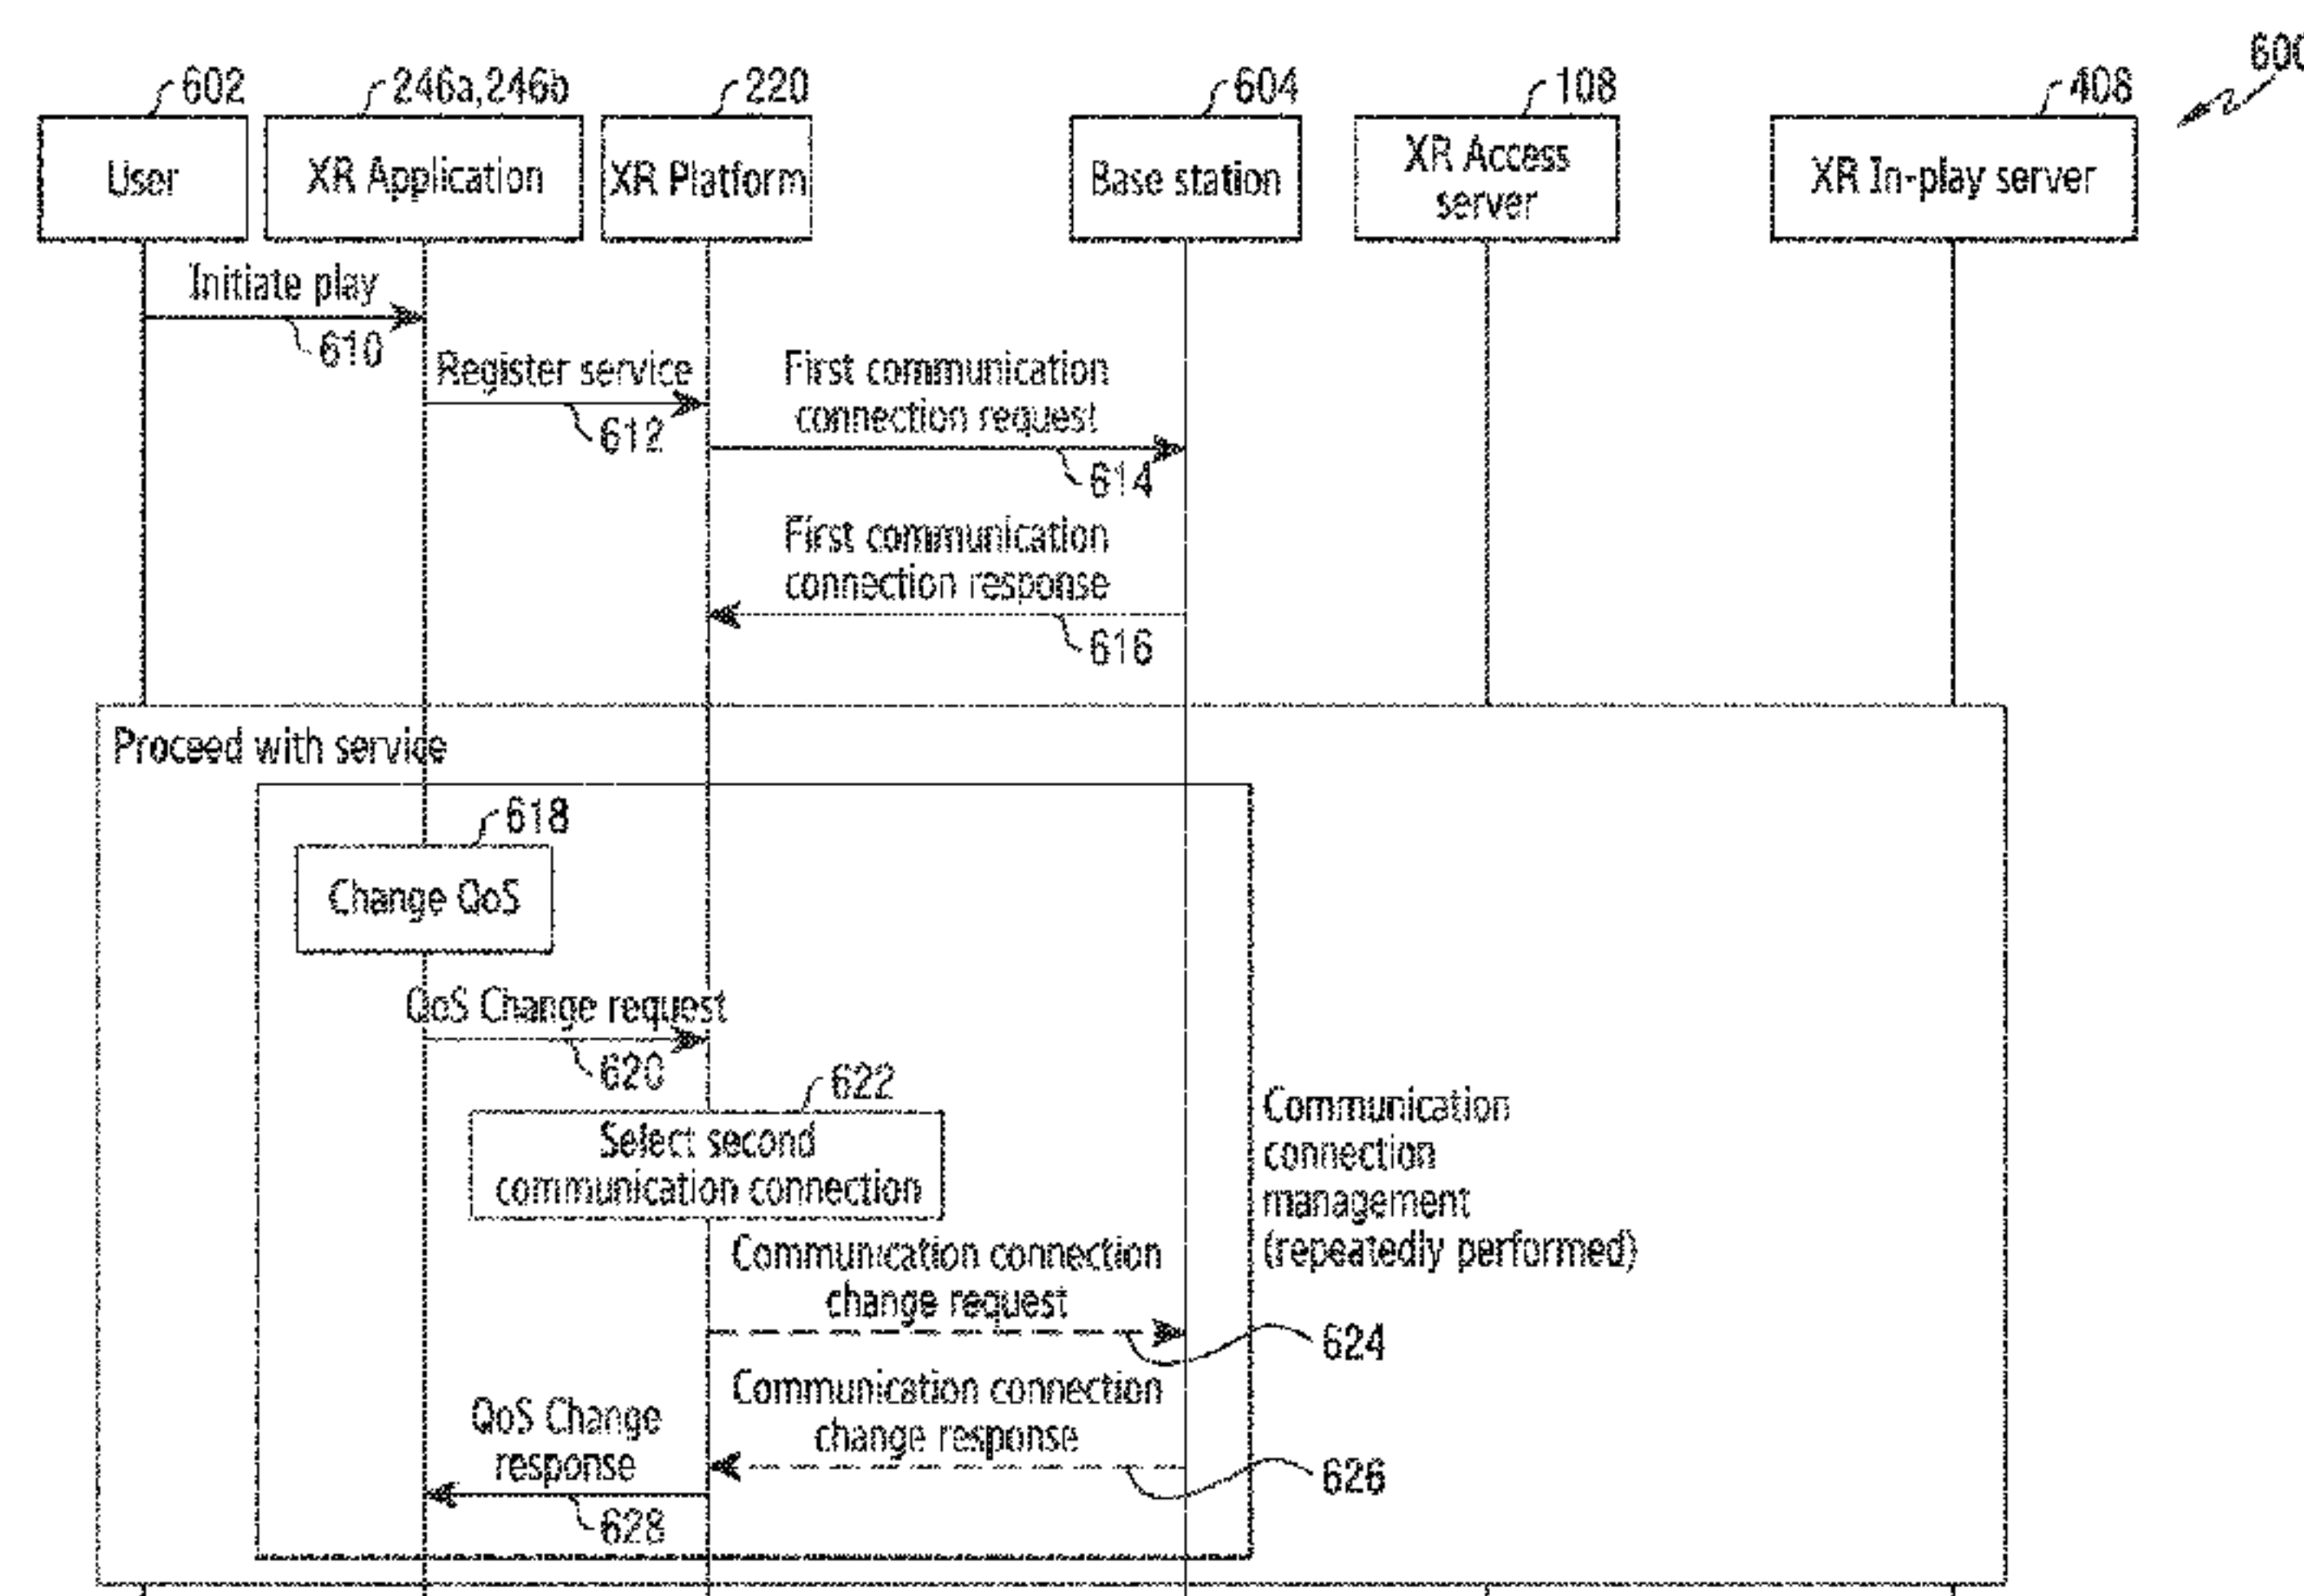 600
602
246a,246b
220
604
108
408
User
XR Application
XR Platform
Base station
XR Access
server
XR In-play server
Initiate play
610
Register service
612
First communication
connection request
614
First communication
connection response
616
Proceed with service
618
Change QoS
QoS Change request
620
622
Select second
communication connection
Communication
connection
management
(repeatedly performed)
Communication connection
change request
624
Communication connection
change response
626
QoS Change
response
628